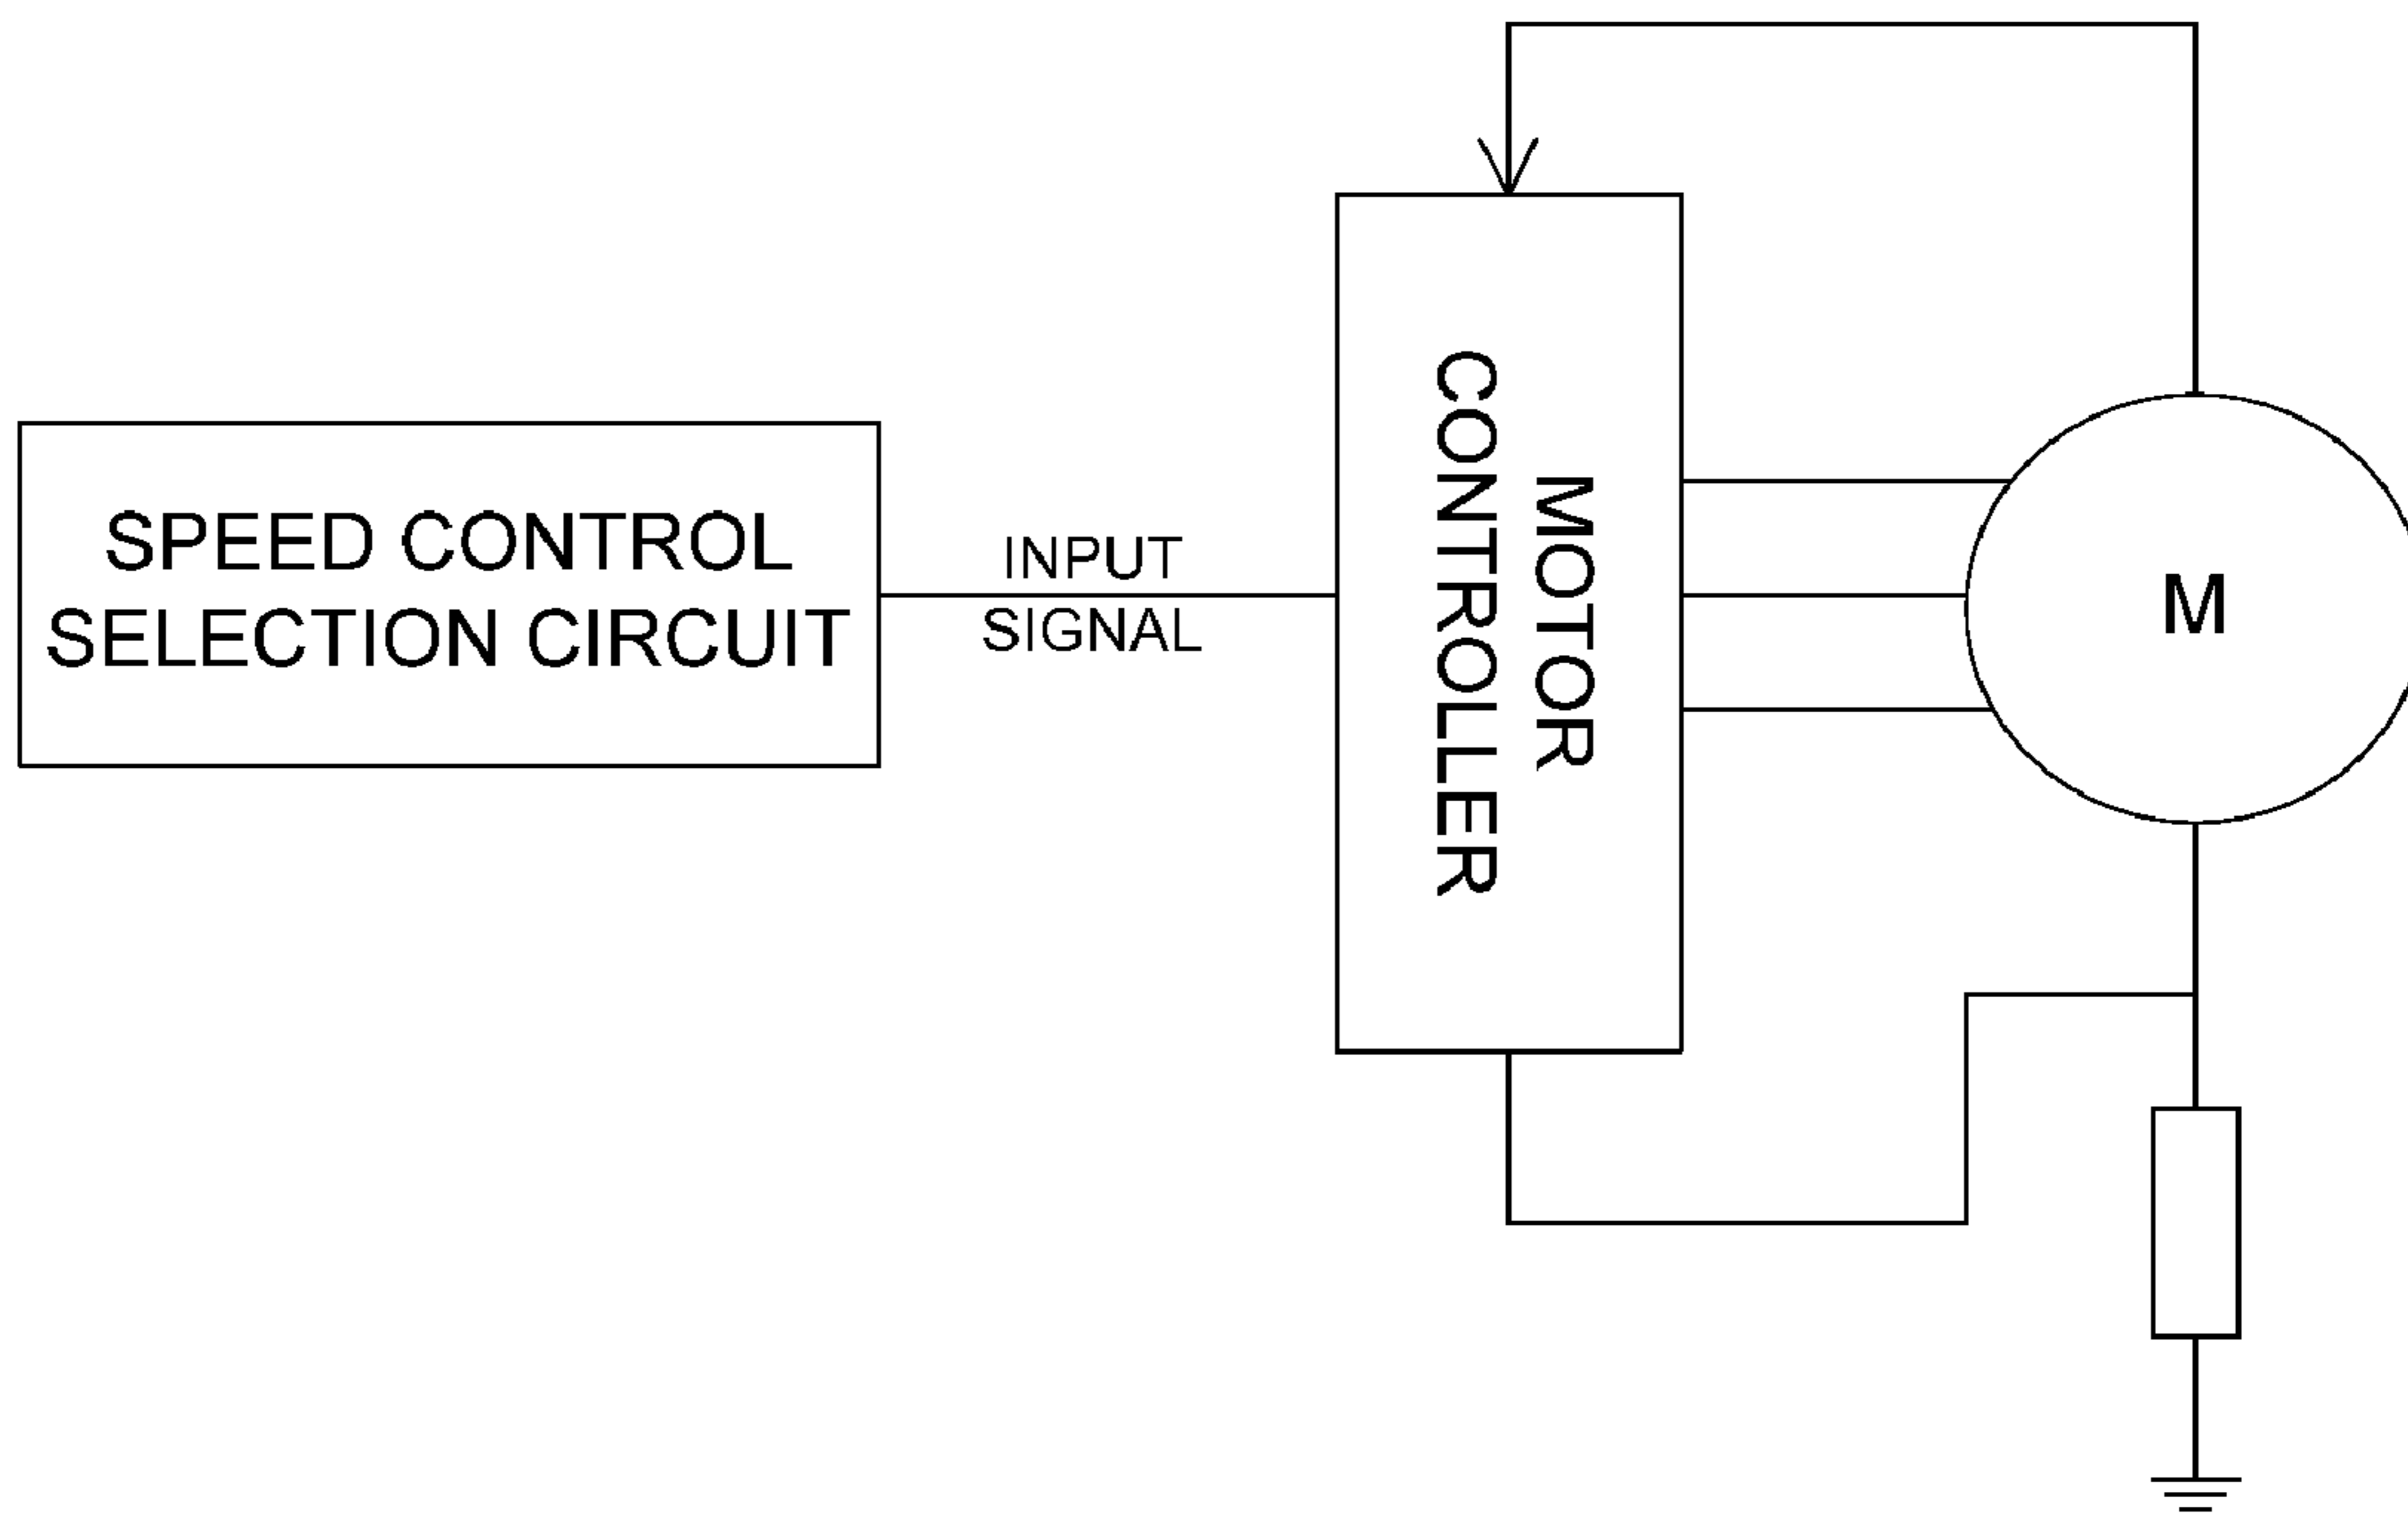 SPEED CONTROL
SELECTION CIRCUIT
INPUT
SIGNAL
MOTOR
CONTROLLER
M